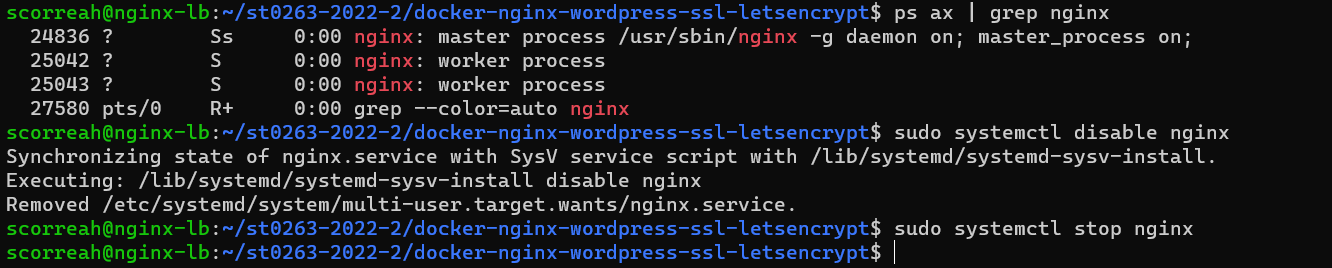 scorreah@nginx-lb:~/st0263-2022-2/docker-nginx-wordpress-ssl-letsencrypt$ ps ax | grep nginx
  24836 ?        Ss     0:00 nginx: master process /usr/sbin/nginx -g daemon on; master_process on;
  25042 ?        S      0:00 nginx: worker process
  25043 ?        S      0:00 nginx: worker process
  27580 pts/0    R+     0:00 grep --color=auto nginx
scorreah@nginx-lb:~/st0263-2022-2/docker-nginx-wordpress-ssl-letsencrypt$ sudo systemctl disable nginx
Synchronizing state of nginx.service with SysV service script with /lib/systemd/systemd-sysv-install.
Executing: /lib/systemd/systemd-sysv-install disable nginx
Removed /etc/systemd/system/multi-user.target.wants/nginx.service.
scorreah@nginx-lb:~/st0263-2022-2/docker-nginx-wordpress-ssl-letsencrypt$ sudo systemctl stop nginx
scorreah@nginx-lb:~/st0263-2022-2/docker-nginx-wordpress-ssl-letsencrypt$